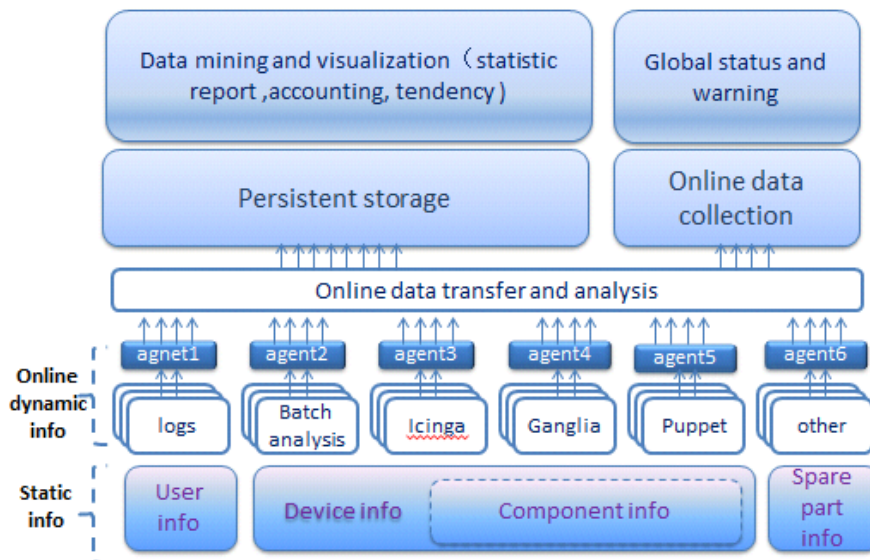 Data mining and visualization（statistic
report ,accounting, tendency )
Global status and
warning
Persistent storage
Online data
collection
Online data transfer and analysis
agnet1
agent2
agent3
agent4
agent5
agent6
Online
dynamic
info
logs
Batch
analysis
Icinga
Ganglia
Puppet
other
Static
info
User
info
Device info
Component info
Spare
part
info